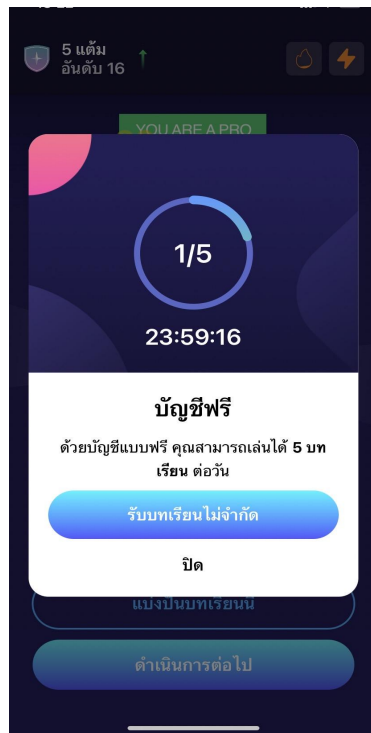 5 แต้ม
อันดับ 16
YOU ARE A PRO
1/5
23:59:16
บัญชีฟรี
ด้วยบัญชีแบบฟรี คุณสามารถเล่นได้ 5 บท
เรียน ต่อวัน
รับบทเรียนไม่จำกัด
ปิด
แบ่งปันบทเรียนนี้
ดำเนินการต่อไป